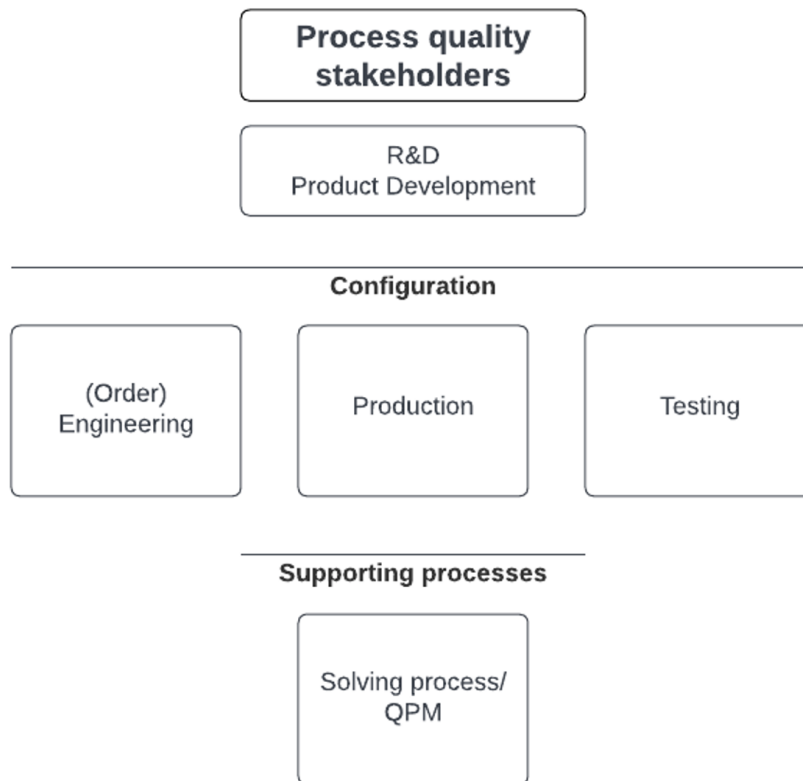 Process quality
stakeholders
R&D
Product Development
Configuration
(Order)
Engineering
Production
Testing
Supporting processes
Solving process/
QPM